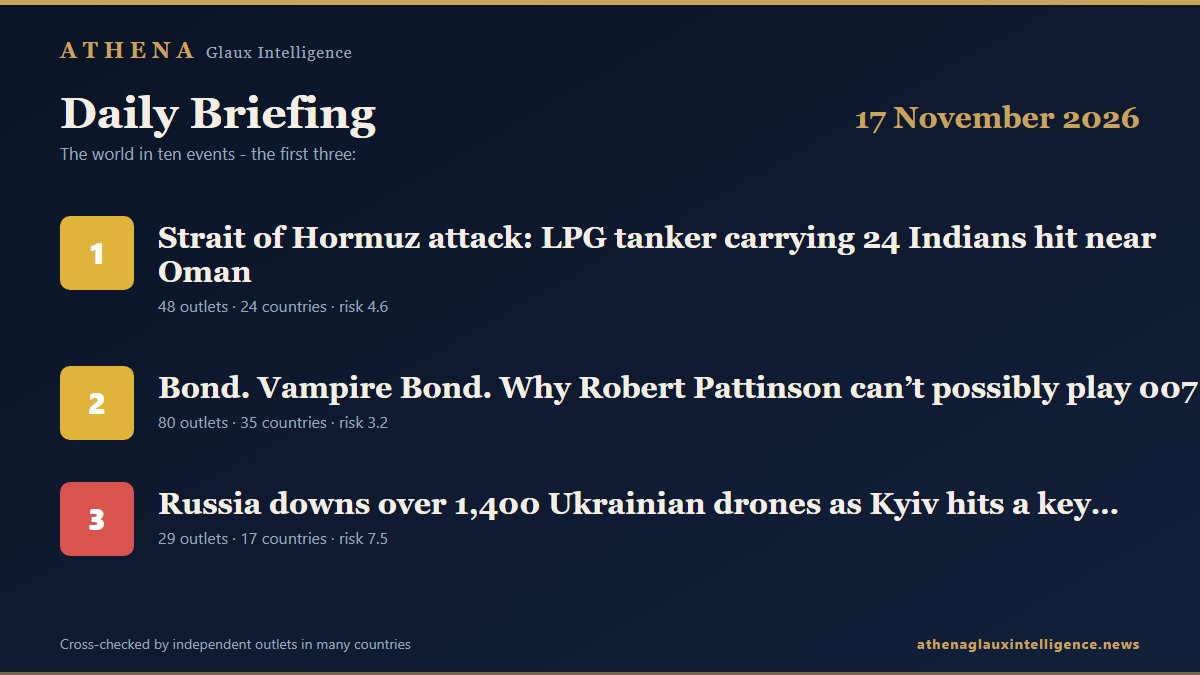 ATHENA Glaux Intelligence
Daily Briefing
17 November 2026
The world in ten events - the first three:
1
Strait of Hormuz attack: LPG tanker carrying 24 Indians hit near
Oman
48 outlets · 24 countries · risk 4.6
2
Bond. Vampire Bond. Why Robert Pattinson can’t possibly play 007
80 outlets · 35 countries · risk 3.2
3
Russia downs over 1,400 Ukrainian drones as Kyiv hits a key...
29 outlets · 17 countries · risk 7.5
Cross-checked by independent outlets in many countries
athenaglauxintelligence.news